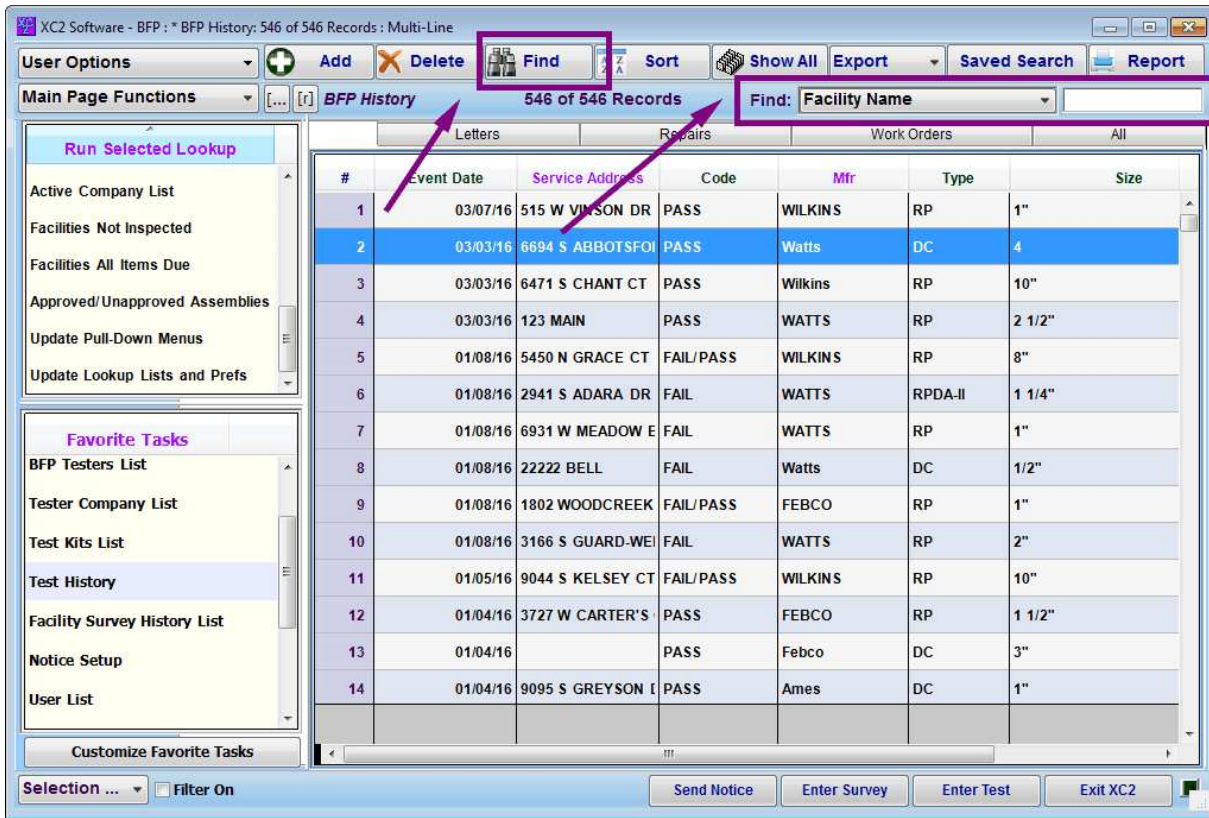 XC2 Software - BFP : * BFP History: 546 of 546 Records : Multi-Line
User Options Add Delete Find Sort Show All Export Saved Search Report
Main Page Functions [... [r] BFP History 546 of 546 Records Find: Facility Name
Run Selected Lookup
Active Company List
Facilities Not Inspected
Facilities All Items Due
Approved/Unapproved Assemblies
Update Pull-Down Menus
Update Lookup Lists and Prefs
Favorite Tasks
BFP Testers List
Tester Company List
Test Kits List
Test History
Facility Survey History List
Notice Setup
User List
Customize Favorite Tasks
Letters Repairs Work Orders All
# Event Date Service Address Code Mfr Type Size
1 03/07/16 515 W VINSON DR PASS WILKINS RP 1"
2 03/03/16 6694 S ABBOTSFOI PASS Watts DC 4
3 03/03/16 6471 S CHANT CT PASS Wilkins RP 10"
4 03/03/16 123 MAIN PASS WATTS RP 2 1/2"
5 01/08/16 5450 N GRACE CT FAIL/PASS WILKINS RP 8"
6 01/08/16 2941 S ADARA DR FAIL WATTS RPDA-II 1 1/4"
7 01/08/16 6931 W MEADOW E FAIL WATTS RP 1"
8 01/08/16 22222 BELL FAIL Watts DC 1/2"
9 01/08/16 1802 WOODCREEK FAIL/PASS FEBCO RP 1"
10 01/08/16 3166 S GUARD-WEI FAIL WATTS RP 2"
11 01/05/16 9044 S KELSEY CT FAIL/PASS WILKINS RP 10"
12 01/04/16 3727 W CARTER'S PASS FEBCO RP 1 1/2"
13 01/04/16 PASS Febco DC 3"
14 01/04/16 9095 S GREYSON PASS Ames DC 1"
Selection ... Filter On Send Notice Enter Survey Enter Test Exit XC2